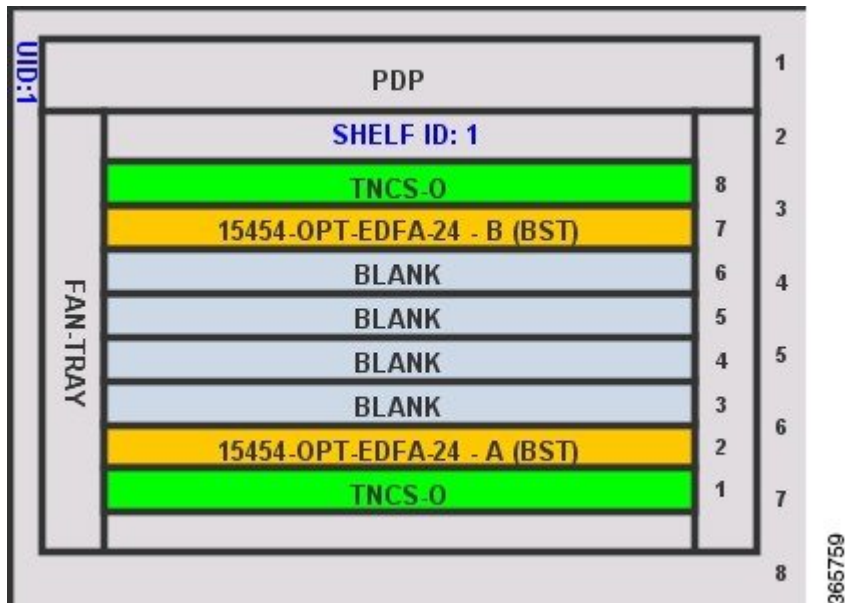 UID:1
PDP 1
SHELF ID: 1 2
TNCS-O 8
3
15454-OPT-EDFA-24 - B (BST) 7
BLANK 6 4
FAN-TRAY
BLANK 5
BLANK 4 5
BLANK 3
6
15454-OPT-EDFA-24 - A (BST) 2
TNCS-O 1 7
8
365759